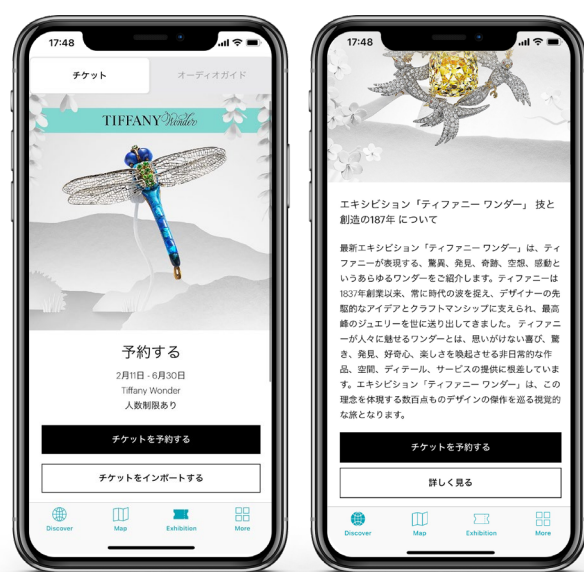 17:48
チケット
オーディオガイド
TIFFANY Wonder
予約する
2月11日 - 6月30日
Tiffany Wonder
人数制限あり
チケットを予約する
チケットをインポートする
Discover
Map
Exhibition
More
17:48
エキシビション「ティファニー ワンダー」 技と
創造の187年 について
最新エキシビション「ティファニー ワンダー」は、ティ
ファニーが表現する、驚異、発見、奇跡、空想、感動と
いうあらゆるワンダーをご紹介します。ティファニーは
1837年創業以来、常に時代の波を捉え、デザイナーの先
駆的なアイデアとクラフトマンシップに支えられ、最高
峰のジュエリーを世に送り出してきました。 ティファニ
ーが人々に魅せるワンダーとは、思いがけない喜び、驚
き、発見、好奇心、楽しさを喚起させる非日常的な作
品、空間、ディテール、サービスの提供に根差していま
す。エキシビション「ティファニー ワンダー」は、この
理念を体現する数百点ものデザインの傑作を巡る視覚的
な旅となります。
チケットを予約する
詳しく見る
Discover
Map
Exhibition
More